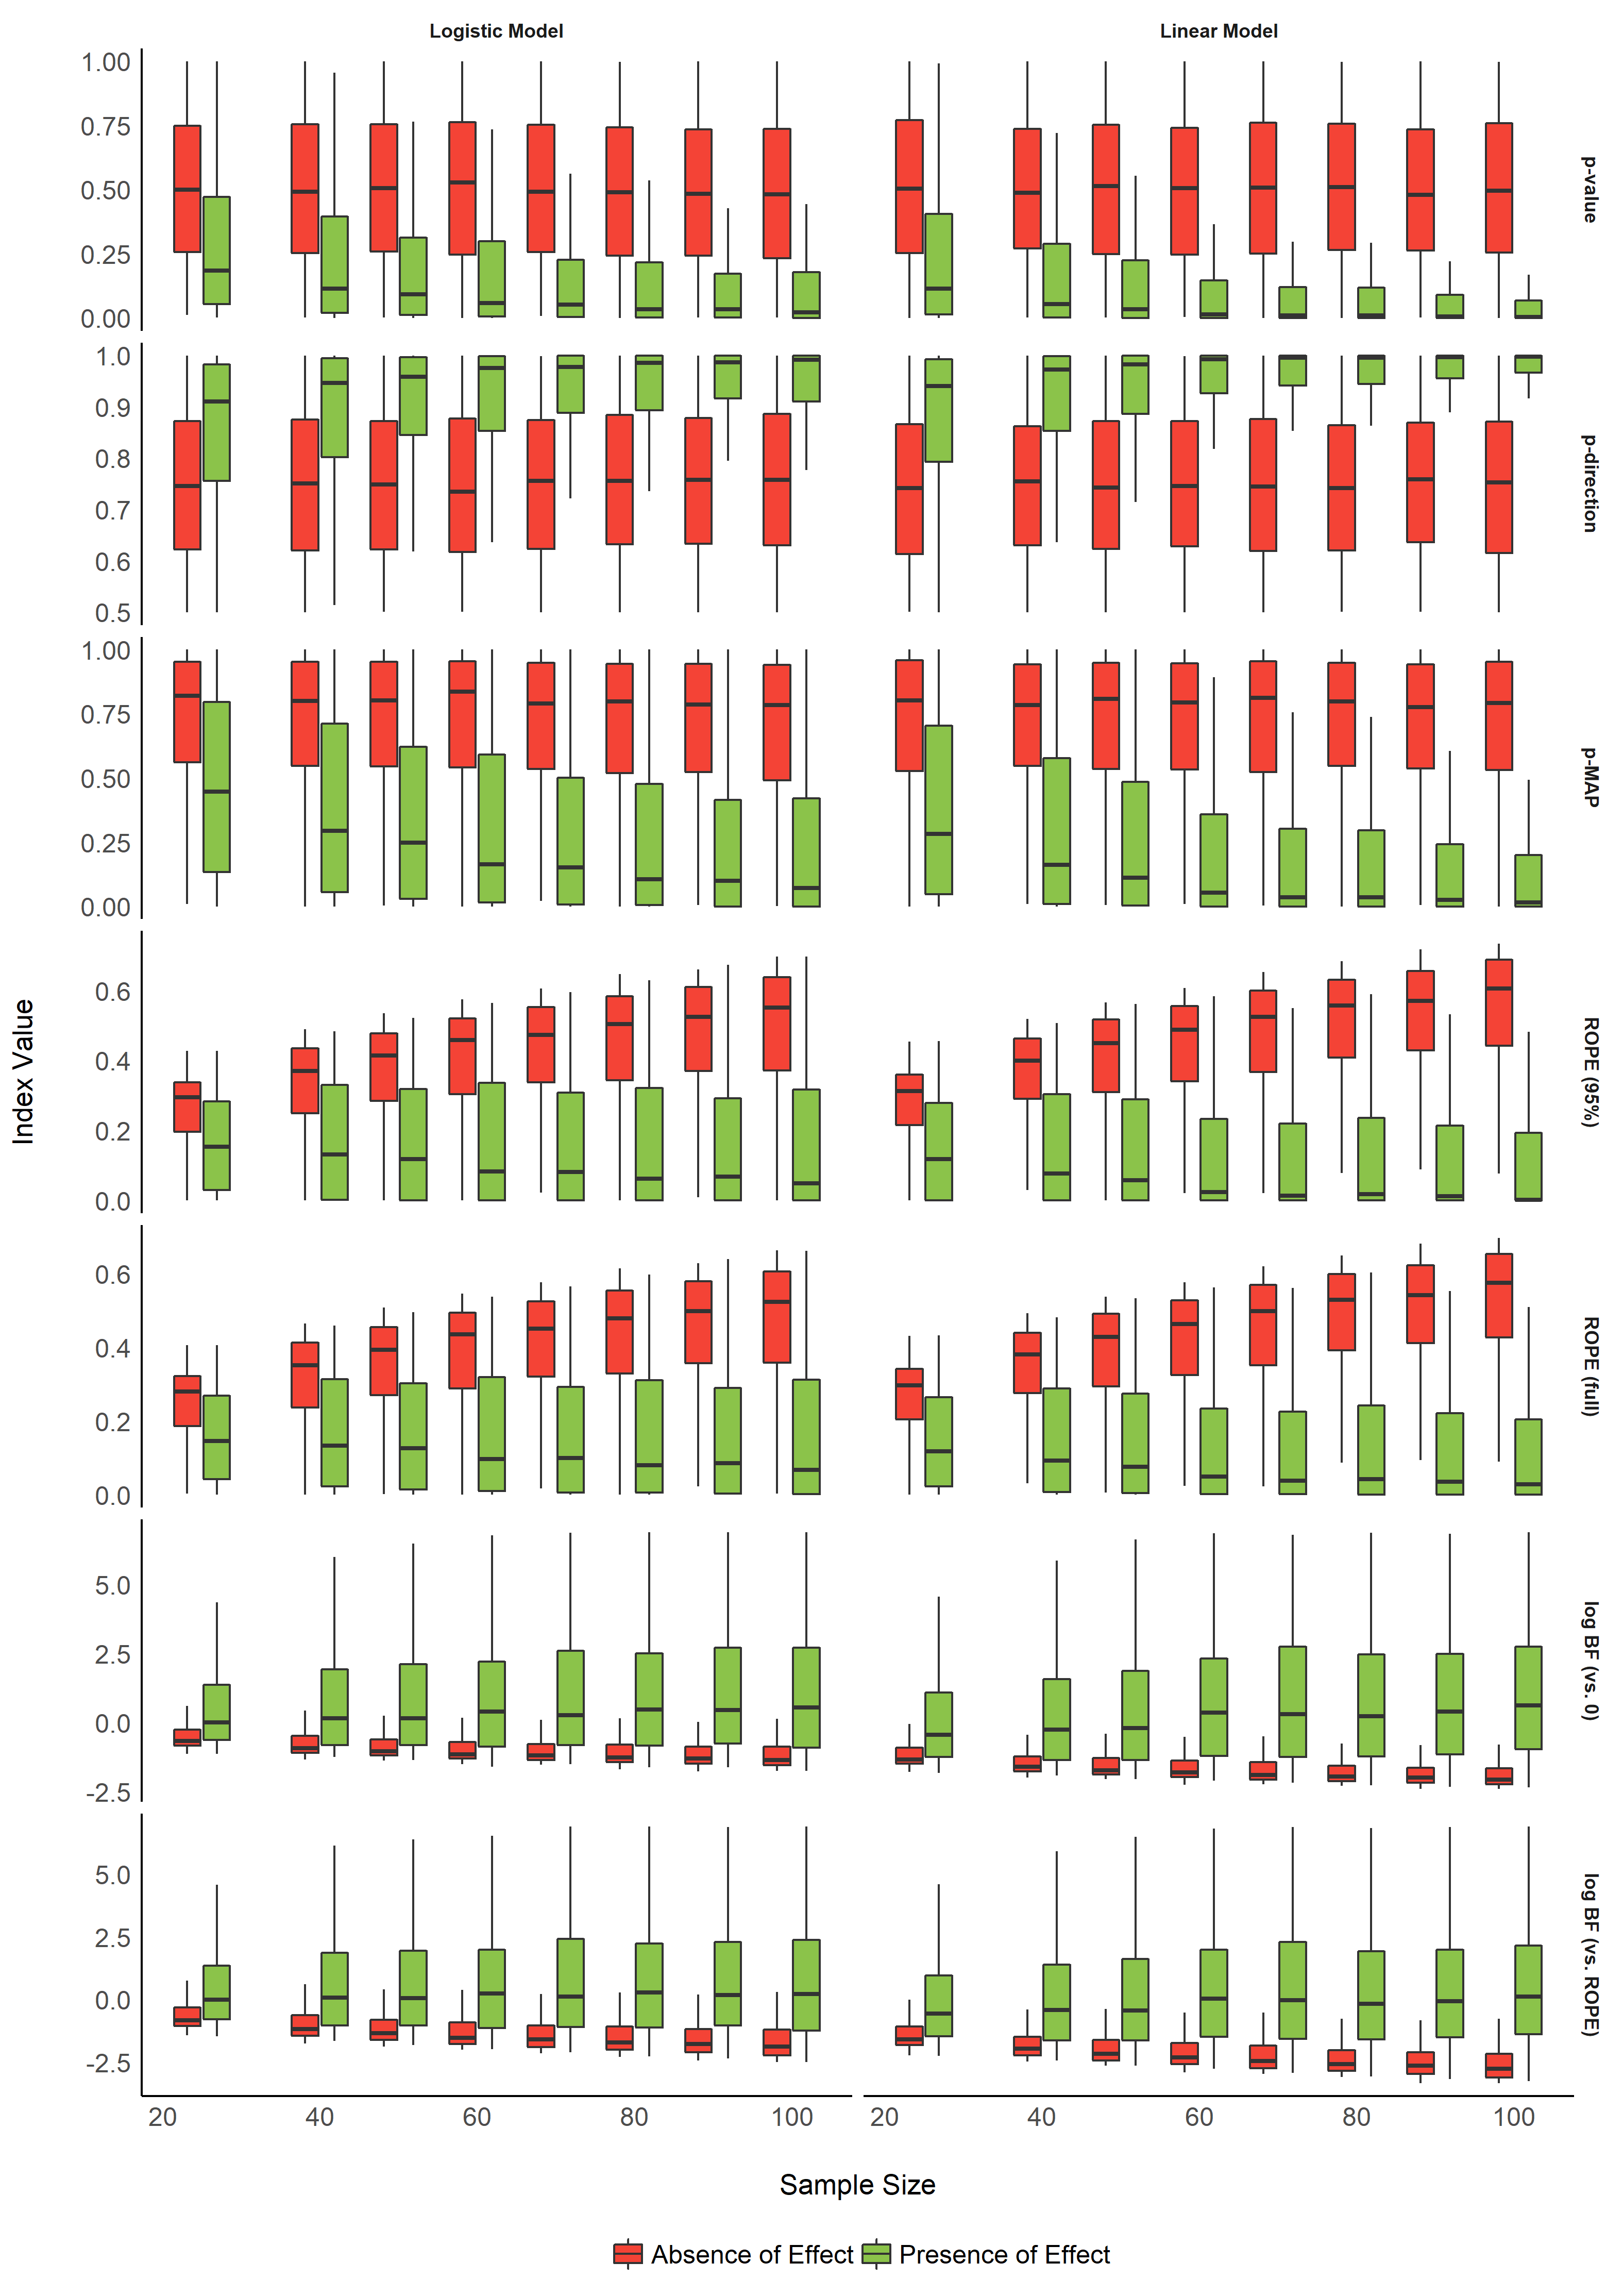 Logistic Model
Linear Model
1.00
0.75
0.50
0.25
0.00
p-value
1.0
0.9
0.8
0.7
0.6
0.5
p-direction
1.00
0.75
0.50
0.25
0.00
p-MAP
0.6
0.4
0.2
0.0
ROPE (95%)
0.6
0.4
0.2
0.0
ROPE (full)
5.0
2.5
0.0
-2.5
log BF (vs. 0)
5.0
2.5
0.0
-2.5
log BF (vs. ROPE)
Index Value
20 40 60 80 100
20 40 60 80 100
Sample Size
Absence of Effect Presence of Effect